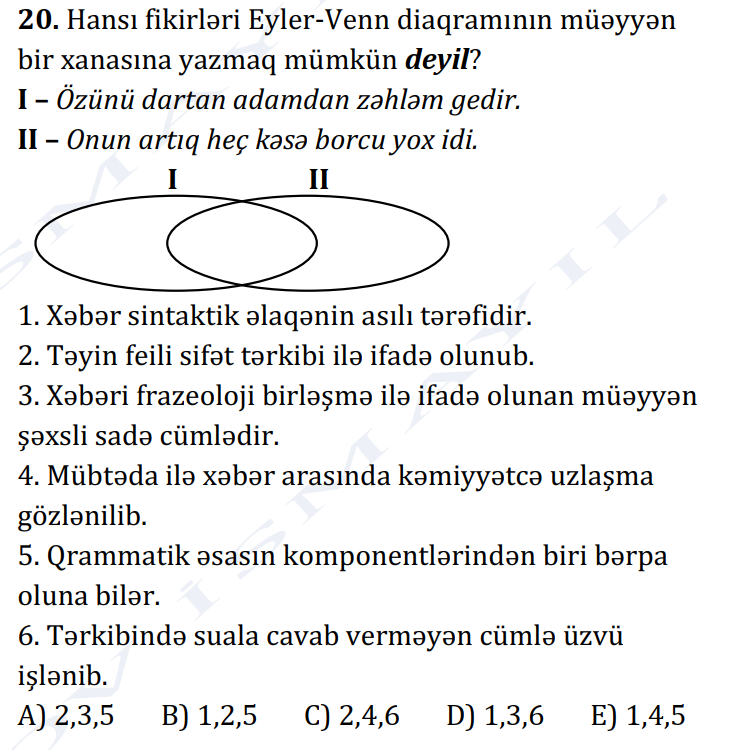 20. Hansı fikirləri Eyler-Venn diaqramının müəyyən
bir xanasına yazmaq mümkün deyil?
I – Özünü dartan adamdan zəhləm gedir.
II – Onun artıq heç kəsə borcu yox idi.
I II
1. Xəbər sintaktik əlaqənin asılı tərəfidir.
2. Təyin feili sifət tərkibi ilə ifadə olunub.
3. Xəbəri frazeoloji birləşmə ilə ifadə olunan müəyyən
şəxsli sadə cümlədir.
4. Mübtəda ilə xəbər arasında kəmiyyətcə uzlaşma
gözlənilib.
5. Qrammatik əsasın komponentlərindən biri bərpa
oluna bilər.
6. Tərkibində suala cavab verməyən cümlə üzvü
işlənib.
A) 2,3,5 B) 1,2,5 C) 2,4,6 D) 1,3,6 E) 1,4,5
İSMAYIL